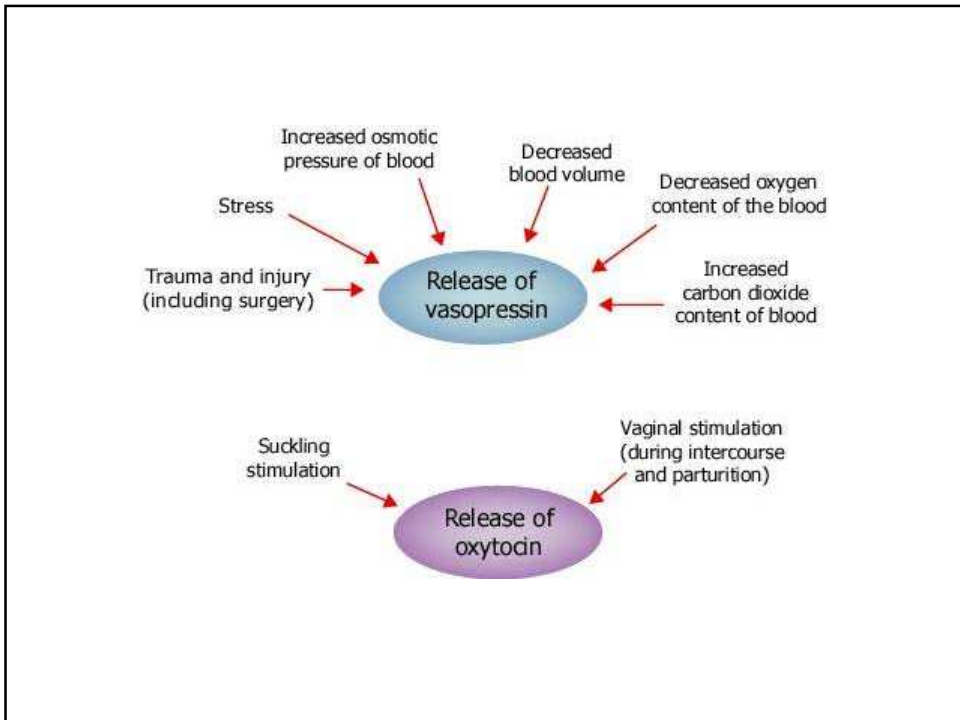 Increased osmotic
pressure of blood
Decreased
blood volume
Decreased oxygen
content of the blood
Stress
Trauma and injury
(including surgery)
Release of
vasopressin
Increased
carbon dioxide
content of blood
Suckling
stimulation
Vaginal stimulation
(during intercourse
and parturition)
Release of
oxytocin